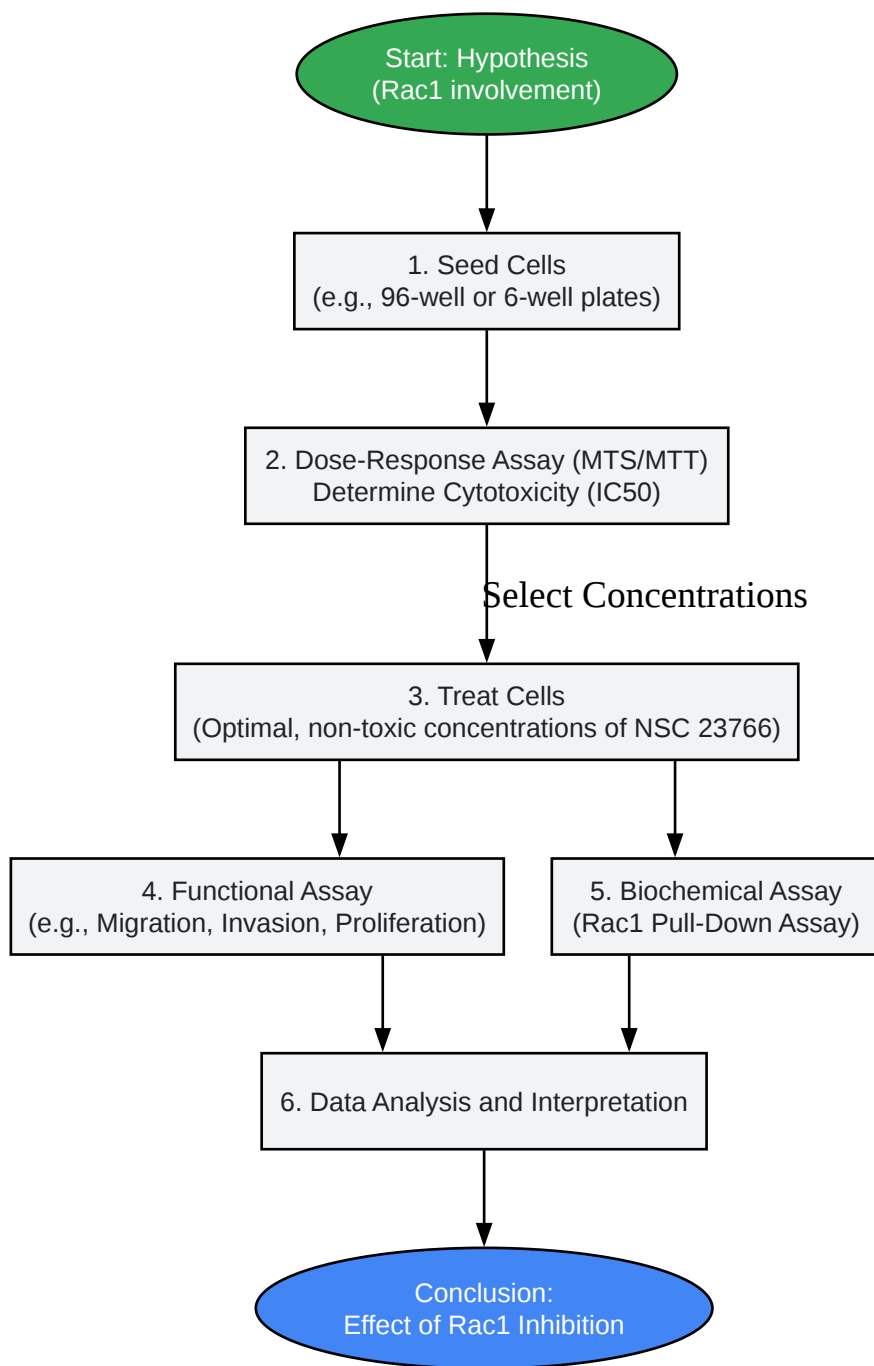 Start: Hypothesis
(Rac1 involvement)
1. Seed Cells
(e.g., 96-well or 6-well plates)
2. Dose-Response Assay (MTS/MTT)
Determine Cytotoxicity (IC50)
Select Concentrations
3. Treat Cells
(Optimal, non-toxic concentrations of NSC 23766)
4. Functional Assay
(e.g., Migration, Invasion, Proliferation)
5. Biochemical Assay
(Rac1 Pull-Down Assay)
6. Data Analysis and Interpretation
Conclusion:
Effect of Rac1 Inhibition